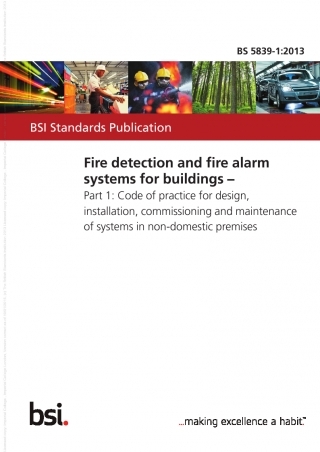 BS 5839-1:2013
BSI Standards Publication
Fire detection and fire alarm
systems for buildings –
Part 1: Code of practice for design,
installation, commissioning and maintenance
of systems in non-domestic premises
bsi.
...making excellence a habit.™